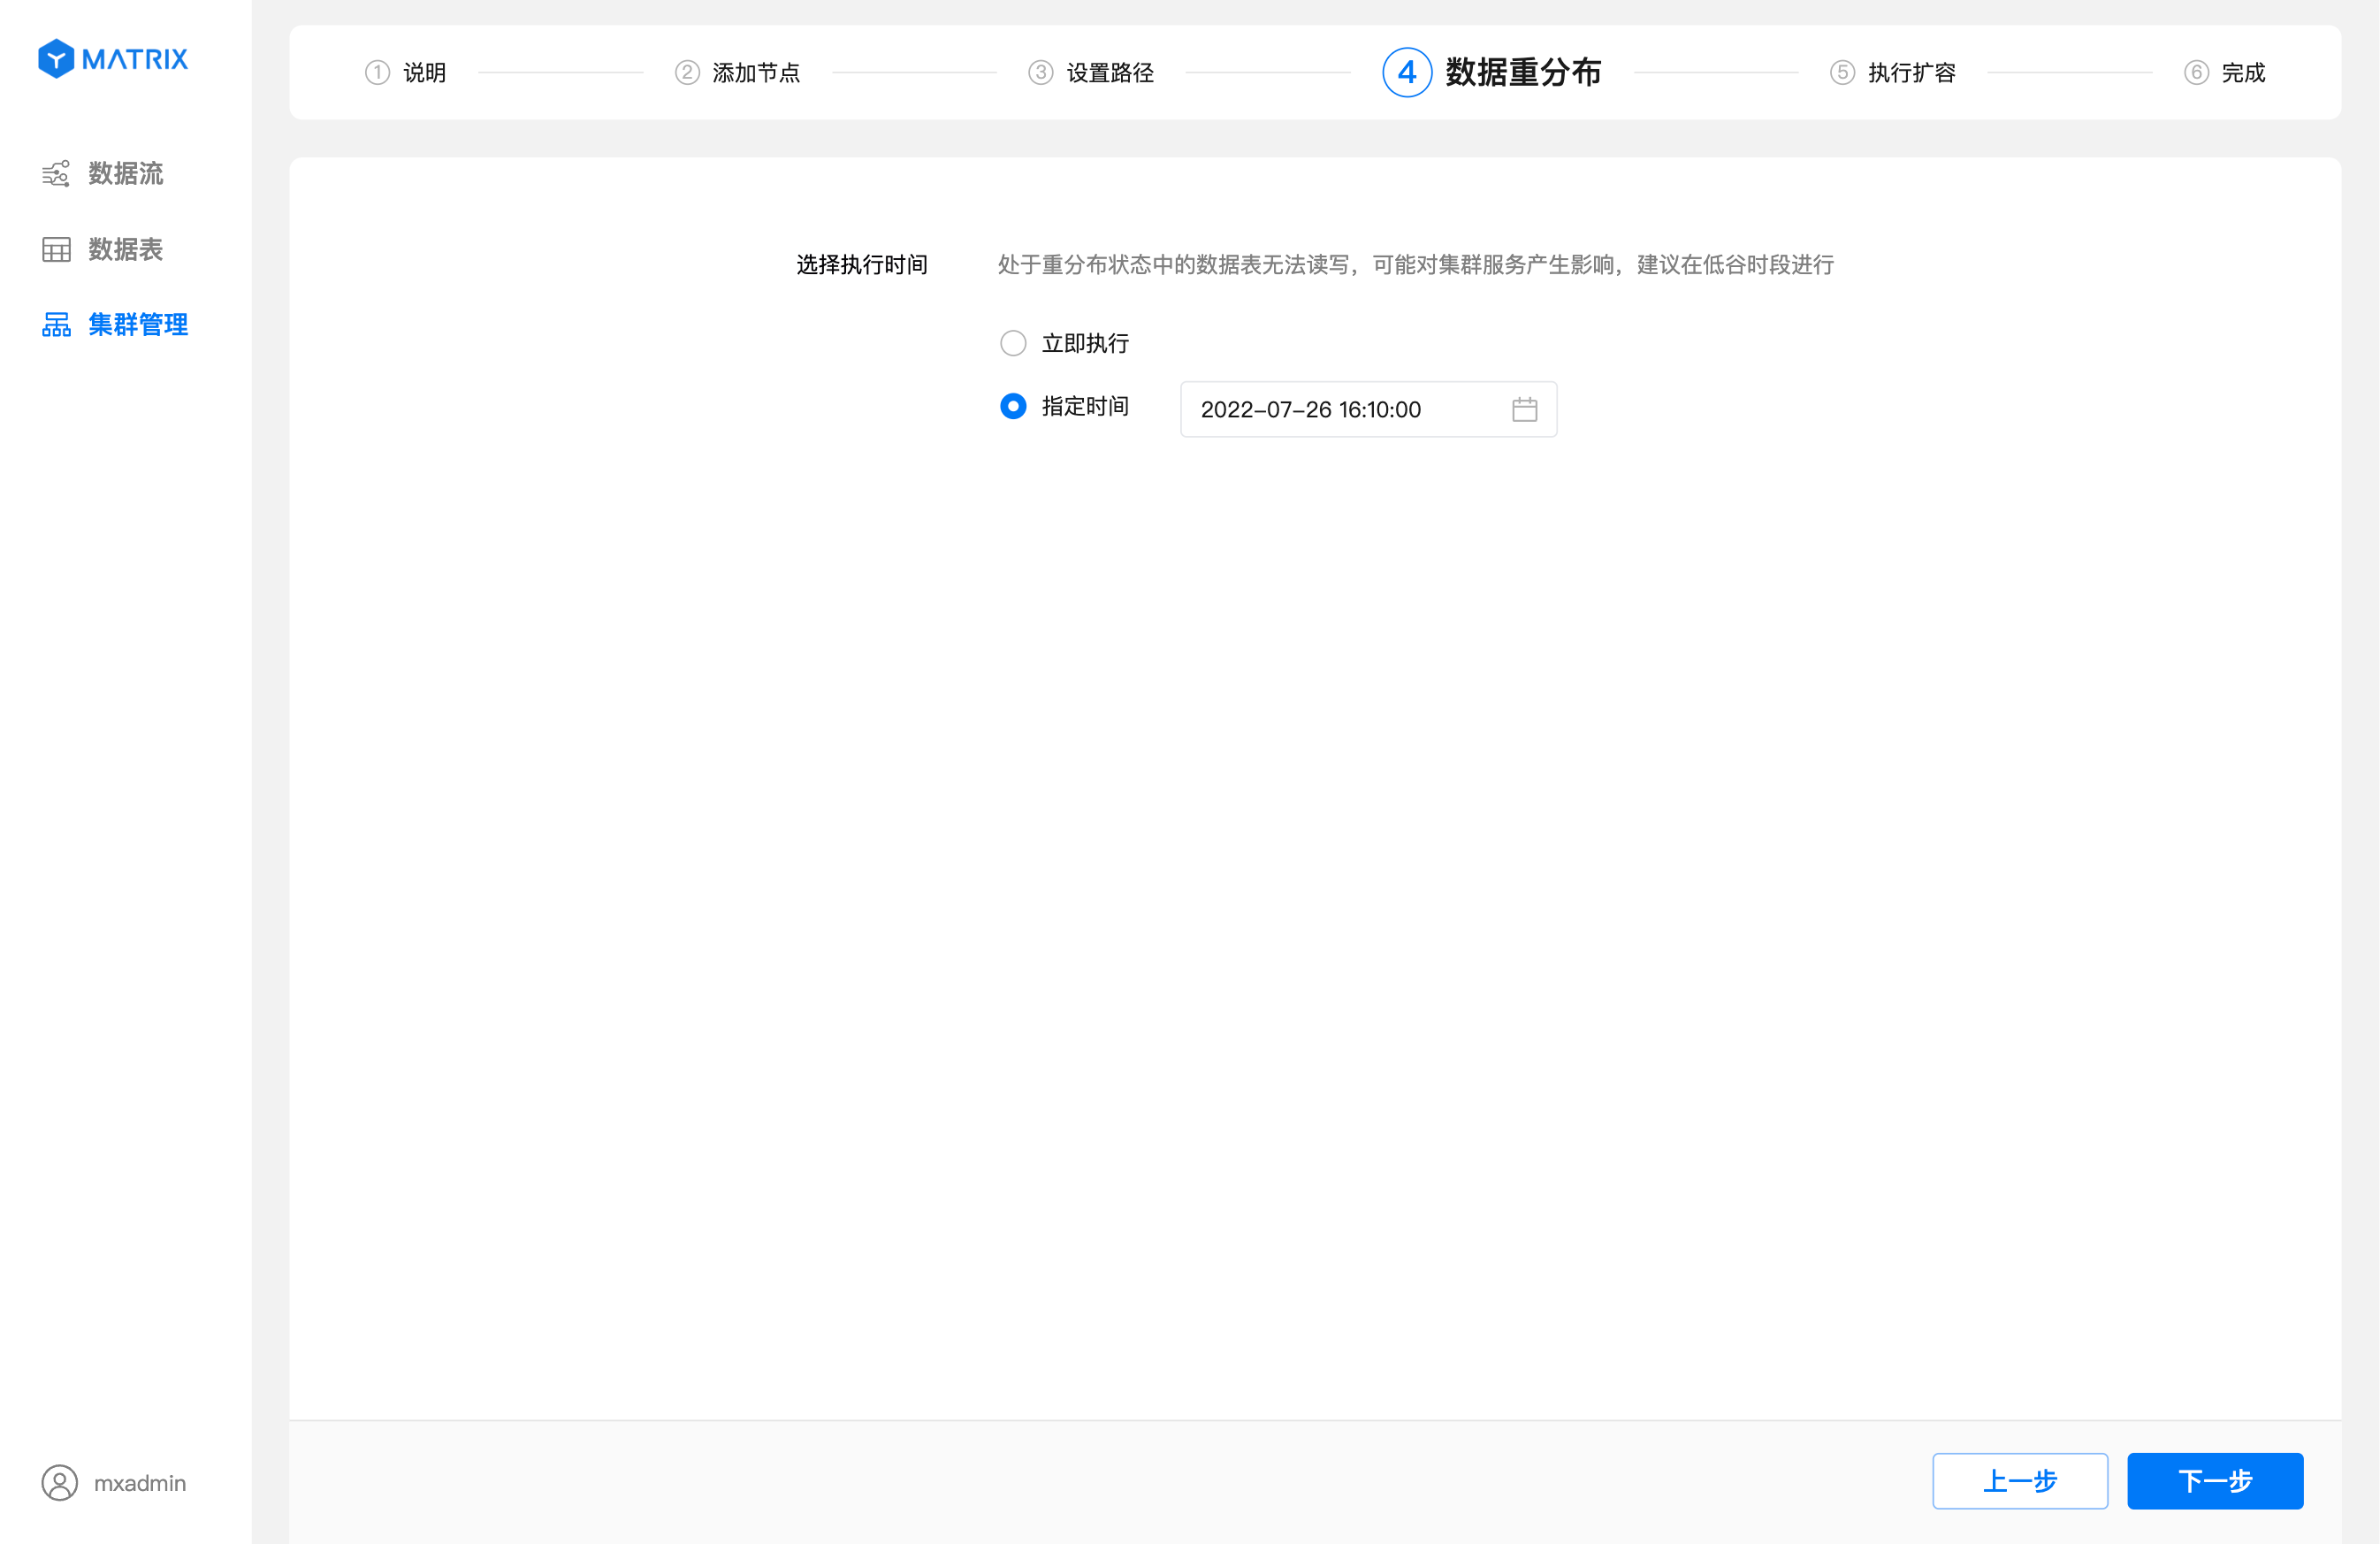 MATRIX
数据流
数据表
集群管理
mxadmin
1 说明
2 添加节点
3 设置路径
4 数据重分布
5 执行扩容
6 完成
选择执行时间
处于重分布状态中的数据表无法读写，可能对集群服务产生影响，建议在低谷时段进行
立即执行
指定时间
2022-07-26 16:10:00
上一步
下一步